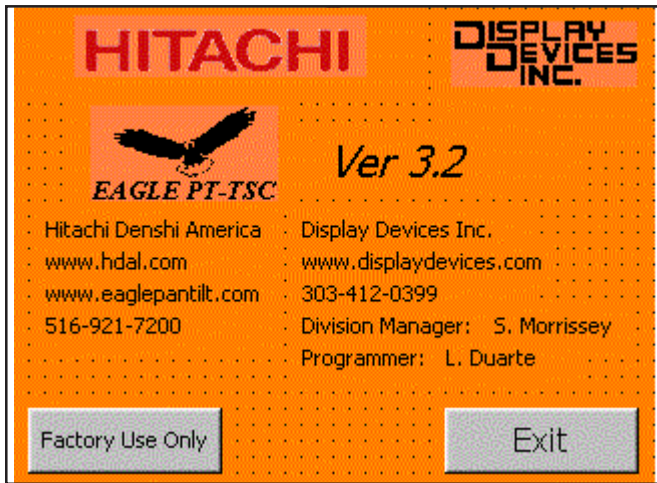 HITACHI
DISPLAY
DEVICES
INC.
EAGLE PT-TSC
Ver 3.2
Hitachi Denshi America
www.hdal.com
www.eaglepantilt.com
516-921-7200
Display Devices Inc.
www.displaydevices.com
303-412-0399
Division Manager: S. Morrissey
Programmer: L. Duarte
Factory Use Only
Exit